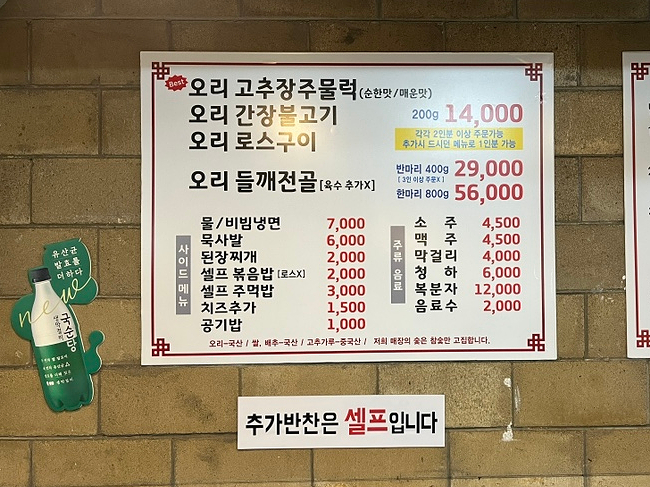 Best
오리 고추장주물럭(순한맛/매운맛)
오리 간장불고기 200g 14,000
오리 로스구이
각각 2인분 이상 주문가능
추가시 드시던 메뉴로 1인분 가능
오리 들깨전골[육수 추가X]
반마리 400g 29,000
[3인 이상 주문X]
한마리 800g 56,000
사이드메뉴
물/비빔냉면 7,000
묵사발 6,000
된장찌개 2,000
셀프 볶음밥 [로스X] 2,000
셀프 주먹밥 3,000
치즈추가 1,500
공기밥 1,000
주류 음료
소주 4,500
맥주 4,500
막걸리 4,000
청하 6,000
복분자 12,000
음료수 2,000
오리-국산 / 쌀, 배추-국산 / 고추가루-중국산 / 저희 매장의 숯은 참숯만 고집합니다.
유산균
발효를
더하다
new
국순당
생막걸리
추가반찬은 셀프입니다